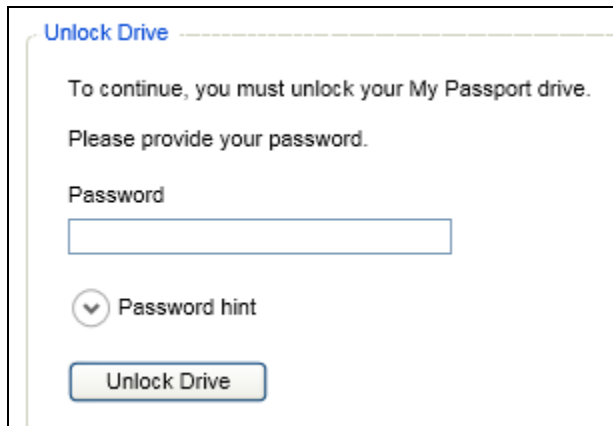 Unlock Drive
To continue, you must unlock your My Passport drive.
Please provide your password.
Password
Password hint
Unlock Drive